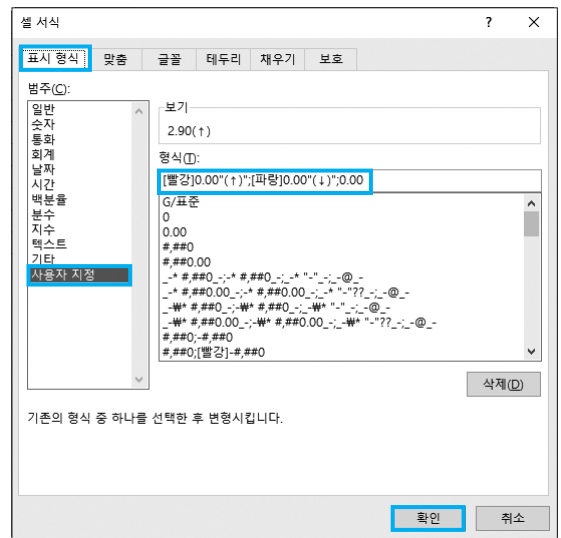 셀 서식 ? ×
표시 형식 맞춤 글꼴 테두리 채우기 보호
범주(C):
일반
숫자
통화
회계
날짜
시간
백분율
분수
지수
텍스트
기타
사용자 지정
보기
2.90(↑)
형식(T):
[빨강]0.00"(↑)";[파랑]0.00"(↓)";0.00
G/표준
0
0.00
#,##0
#,##0.00
_-* #,##0_-;-* #,##0_-;_-* "-"_-;_-@_-
_-* #,##0.00_-;-* #,##0.00_-;_-* "-"??_-;_-@_-
_-₩* #,##0_-;-₩* #,##0_-;_-₩* "-"_-;_-@_-
_-₩* #,##0.00_-;-₩* #,##0.00_-;_-₩* "-"??_-;_-@_-
#,##0;-#,##0
#,##0;[빨강]-#,##0
삭제(D)
기존의 형식 중 하나를 선택한 후 변형시킵니다.
확인 취소